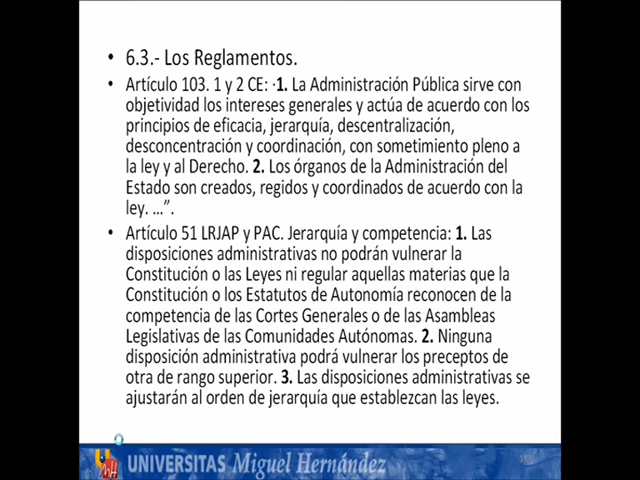 • 6.3.- Los Reglamentos.
• Artículo 103. 1 y 2 CE: ·1. La Administración Pública sirve con
objetividad los intereses generales y actúa de acuerdo con los
principios de eficacia, jerarquía, descentralización,
desconcentración y coordinación, con sometimiento pleno a
la ley y al Derecho. 2. Los órganos de la Administración del
Estado son creados, regidos y coordinados de acuerdo con la
ley. …”.
• Artículo 51 LRJAP y PAC. Jerarquía y competencia: 1. Las
disposiciones administrativas no podrán vulnerar la
Constitución o las Leyes ni regular aquellas materias que la
Constitución o los Estatutos de Autonomía reconocen de la
competencia de las Cortes Generales o de las Asambleas
Legislativas de las Comunidades Autónomas. 2. Ninguna
disposición administrativa podrá vulnerar los preceptos de
otra de rango superior. 3. Las disposiciones administrativas se
ajustarán al orden de jerarquía que establezcan las leyes.
UNIVERSITAS Miguel Hernández